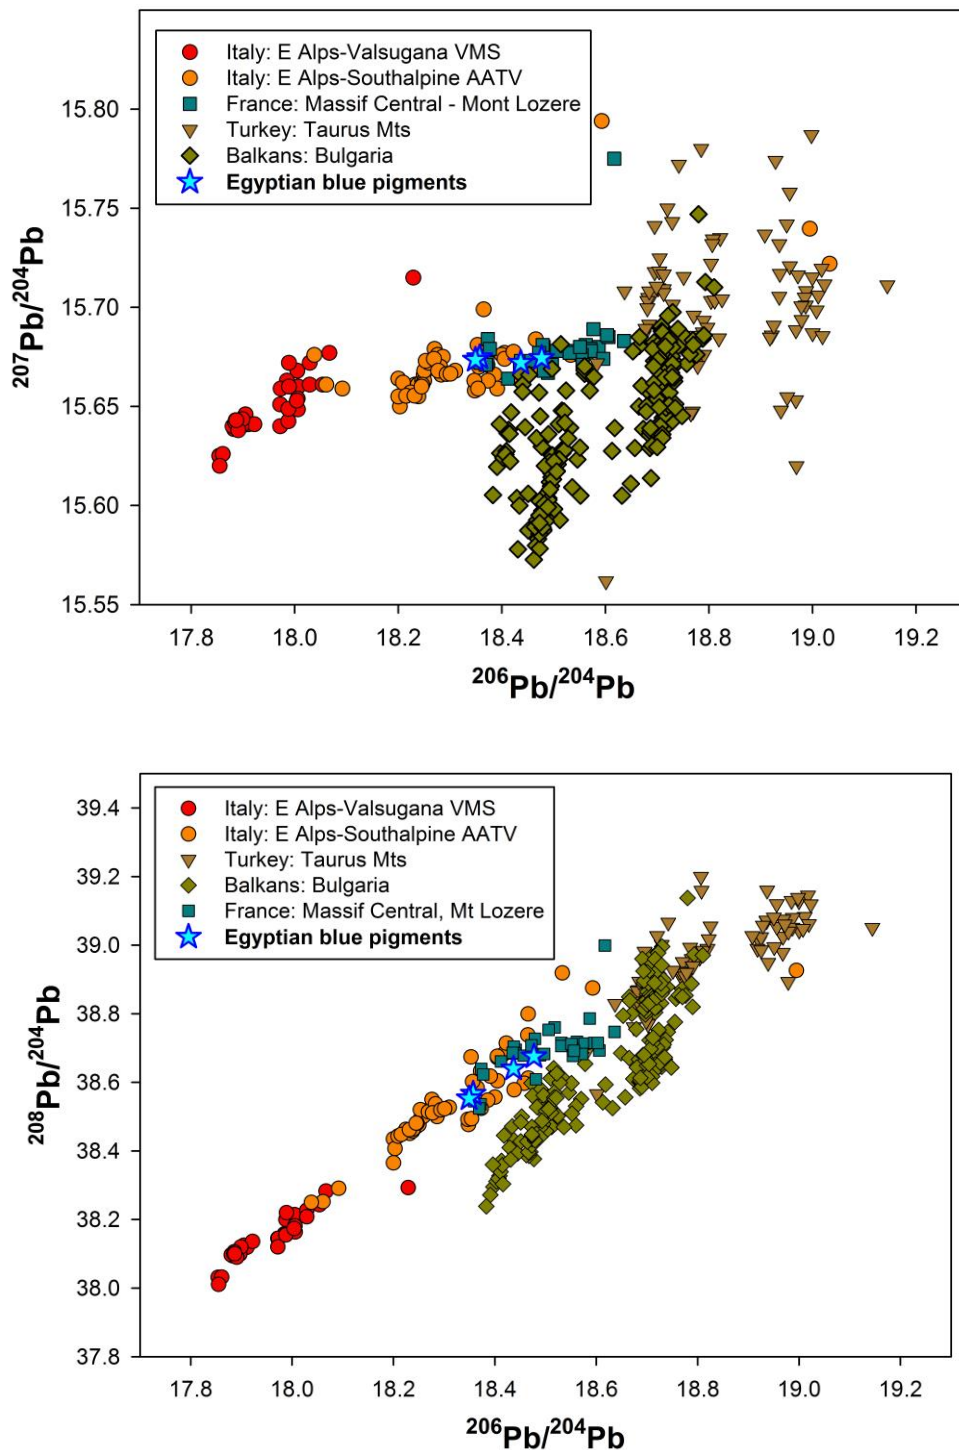 Italy: E Alps-Valsugana VMS
Italy: E Alps-Southalpine AATV
France: Massif Central - Mont Lozere
Turkey: Taurus Mts
Balkans: Bulgaria
Egyptian blue pigments
15.80
15.75
15.70
15.65
15.60
15.55
²⁰⁷Pb/²⁰⁴Pb
17.8 18.0 18.2 18.4 18.6 18.8 19.0 19.2
²⁰⁶Pb/²⁰⁴Pb
Italy: E Alps-Valsugana VMS
Italy: E Alps-Southalpine AATV
Turkey: Taurus Mts
Balkans: Bulgaria
France: Massif Central, Mt Lozere
Egyptian blue pigments
39.4
39.2
39.0
38.8
38.6
38.4
38.2
38.0
37.8
²⁰⁸Pb/²⁰⁴Pb
17.8 18.0 18.2 18.4 18.6 18.8 19.0 19.2
²⁰⁶Pb/²⁰⁴Pb